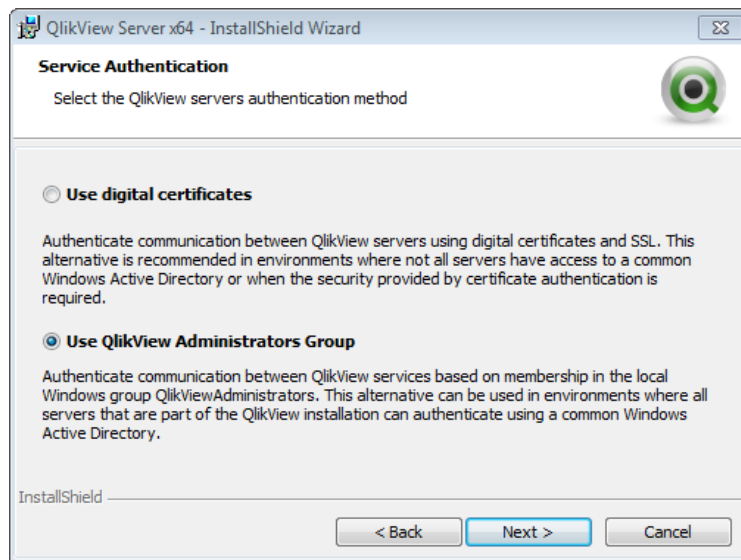 QlikView Server x64 - InstallShield Wizard
Service Authentication
Select the QlikView servers authentication method
Use digital certificates
Authenticate communication between QlikView servers using digital certificates and SSL. This
alternative is recommended in environments where not all servers have access to a common
Windows Active Directory or when the security provided by certificate authentication is
required.
Use QlikView Administrators Group
Authenticate communication between QlikView services based on membership in the local
Windows group QlikViewAdministrators. This alternative can be used in environments where all
servers that are part of the QlikView installation can authenticate using a common Windows
Active Directory.
InstallShield
< Back
Next >
Cancel